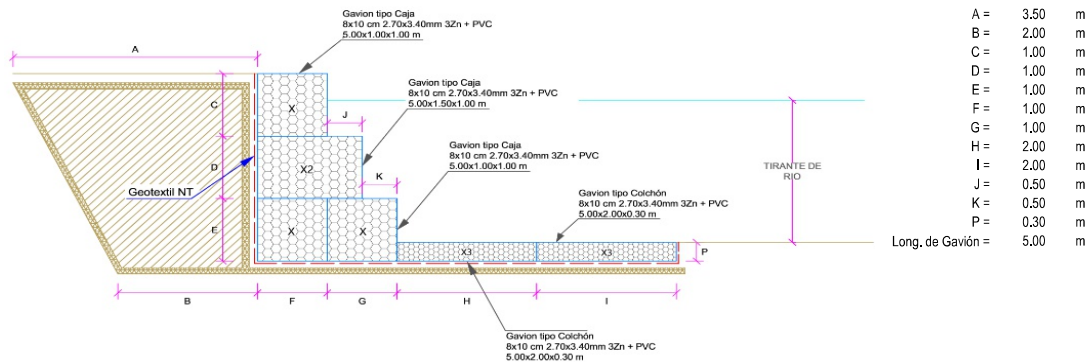 Gavion tipo Caja
8x10 cm 2.70x3.40mm 3Zn + PVC
5.00x1.00x1.00 m
A
Gavion tipo Caja
8x10 cm 2.70x3.40mm 3Zn + PVC
5.00x1.50x1.00 m
C
X
J
Gavion tipo Caja
8x10 cm 2.70x3.40mm 3Zn + PVC
5.00x1.00x1.00 m
D
X2
K
TIRANTE DE
RIO
Geotextil NT
Gavion tipo Colchón
8x10 cm 2.70x3.40mm 3Zn + PVC
5.00x2.00x0.30 m
E
X
X
X3
X3
P
B
F
G
H
I
Gavion tipo Colchón
8x10 cm 2.70x3.40mm 3Zn + PVC
5.00x2.00x0.30 m
A = 3.50 m
B = 2.00 m
C = 1.00 m
D = 1.00 m
E = 1.00 m
F = 1.00 m
G = 1.00 m
H = 2.00 m
I = 2.00 m
J = 0.50 m
K = 0.50 m
P = 0.30 m
Long. de Gavión = 5.00 m